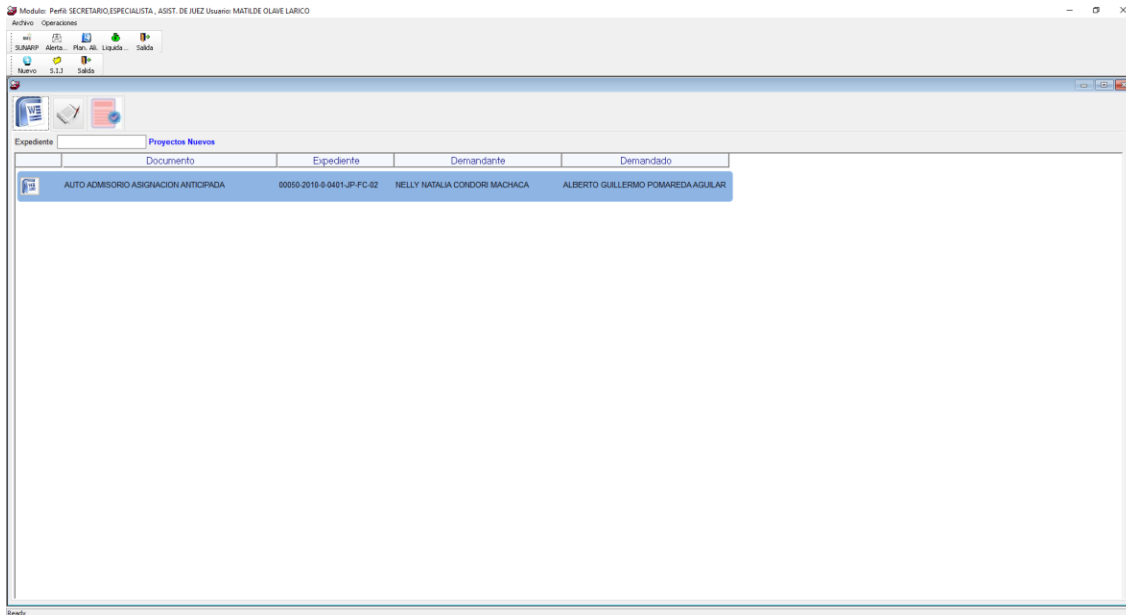 Modulo: Perfil: SECRETARIO,ESPECIALISTA , ASIST. DE JUEZ Usuario: MATILDE OLAVE LARICO
Archivo Operaciones
SUNARP Alerta... Plan. Ali. Liquida ... Salida
Nuevo S.I.J Salida
Expediente Proyectos Nuevos
Documento Expediente Demandante Demandado
AUTO ADMISORIO ASIGNACION ANTICIPADA 00050-2010-0-0401-JP-FC-02 NELLY NATALIA CONDORI MACHACA ALBERTO GUILLERMO POMAREDA AGUILAR
Ready